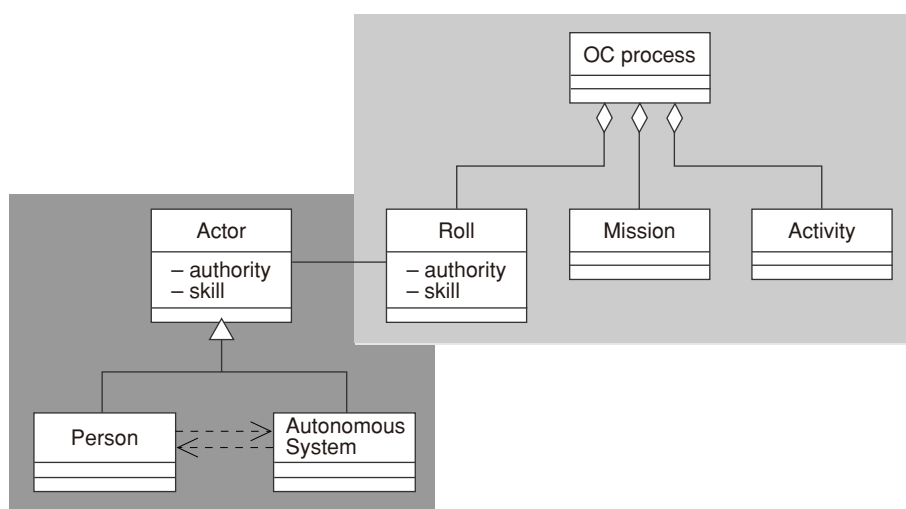 OC process
Actor
– authority
– skill
Roll
– authority
– skill
Mission
Activity
Person
Autonomous
System